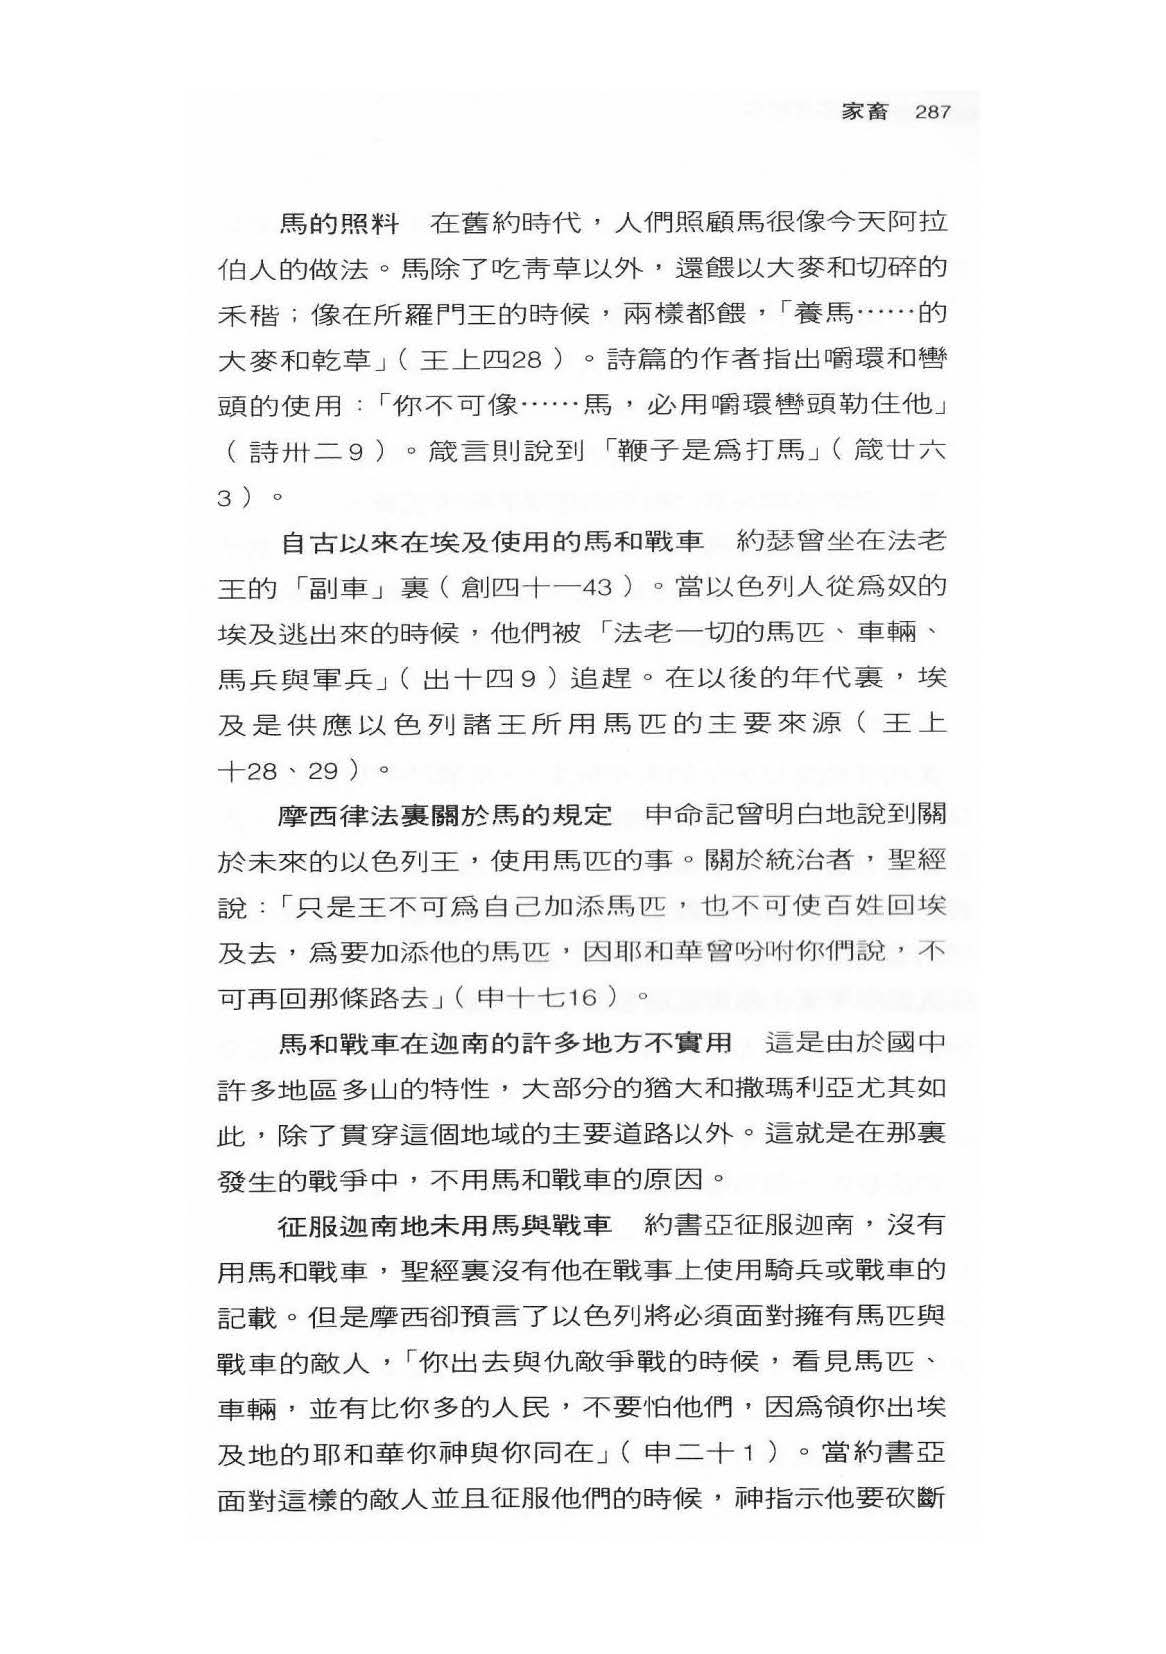 家畜 287
馬的照料 在舊約時代，人們照顧馬很像今天阿拉
伯人的做法。馬除了吃靑草以外，還餵以大麥和切碎的
禾稭；像在所羅門王的時候，兩樣都餵，「養馬……的
大麥和乾草」（王上四28）。詩篇的作者指出嚼環和轡
頭的使用：「你不可像……馬，必用嚼環轡頭勒住他」
（詩卅二9）。箴言則說到「鞭子是爲打馬」（箴廿六
3）。
自古以來在埃及使用的馬和戰車 約瑟曾坐在法老
王的「副車」裏（創四十一43）。當以色列人從爲奴的
埃及逃出來的時候，他們被「法老一切的馬匹、車輛、
馬兵與軍兵」（出十四9）追趕。在以後的年代裏，埃
及是供應以色列諸王所用馬匹的主要來源（王上
十28、29）。
摩西律法裏關於馬的規定 申命記曾明白地說到關
於未來的以色列王，使用馬匹的事。關於統治者，聖經
說：「只是王不可爲自己加添馬匹，也不可使百姓回埃
及去，爲要加添他的馬匹，因耶和華曾吩咐你們說，不
可再回那條路去」（申十七16）。
馬和戰車在迦南的許多地方不實用 這是由於國中
許多地區多山的特性，大部分的猶大和撒瑪利亞尤其如
此，除了貫穿這個地域的主要道路以外。這就是在那裏
發生的戰爭中，不用馬和戰車的原因。
征服迦南地未用馬與戰車 約書亞征服迦南，沒有
用馬和戰車，聖經裏沒有他在戰事上使用騎兵或戰車的
記載。但是摩西卻預言了以色列將必須面對擁有馬匹與
戰車的敵人，「你出去與仇敵爭戰的時候，看見馬匹、
車輛，並有比你多的人民，不要怕他們，因爲領你出埃
及地的耶和華你神與你同在」（申二十1）。當約書亞
面對這樣的敵人並且征服他們的時候，神指示他要砍斷